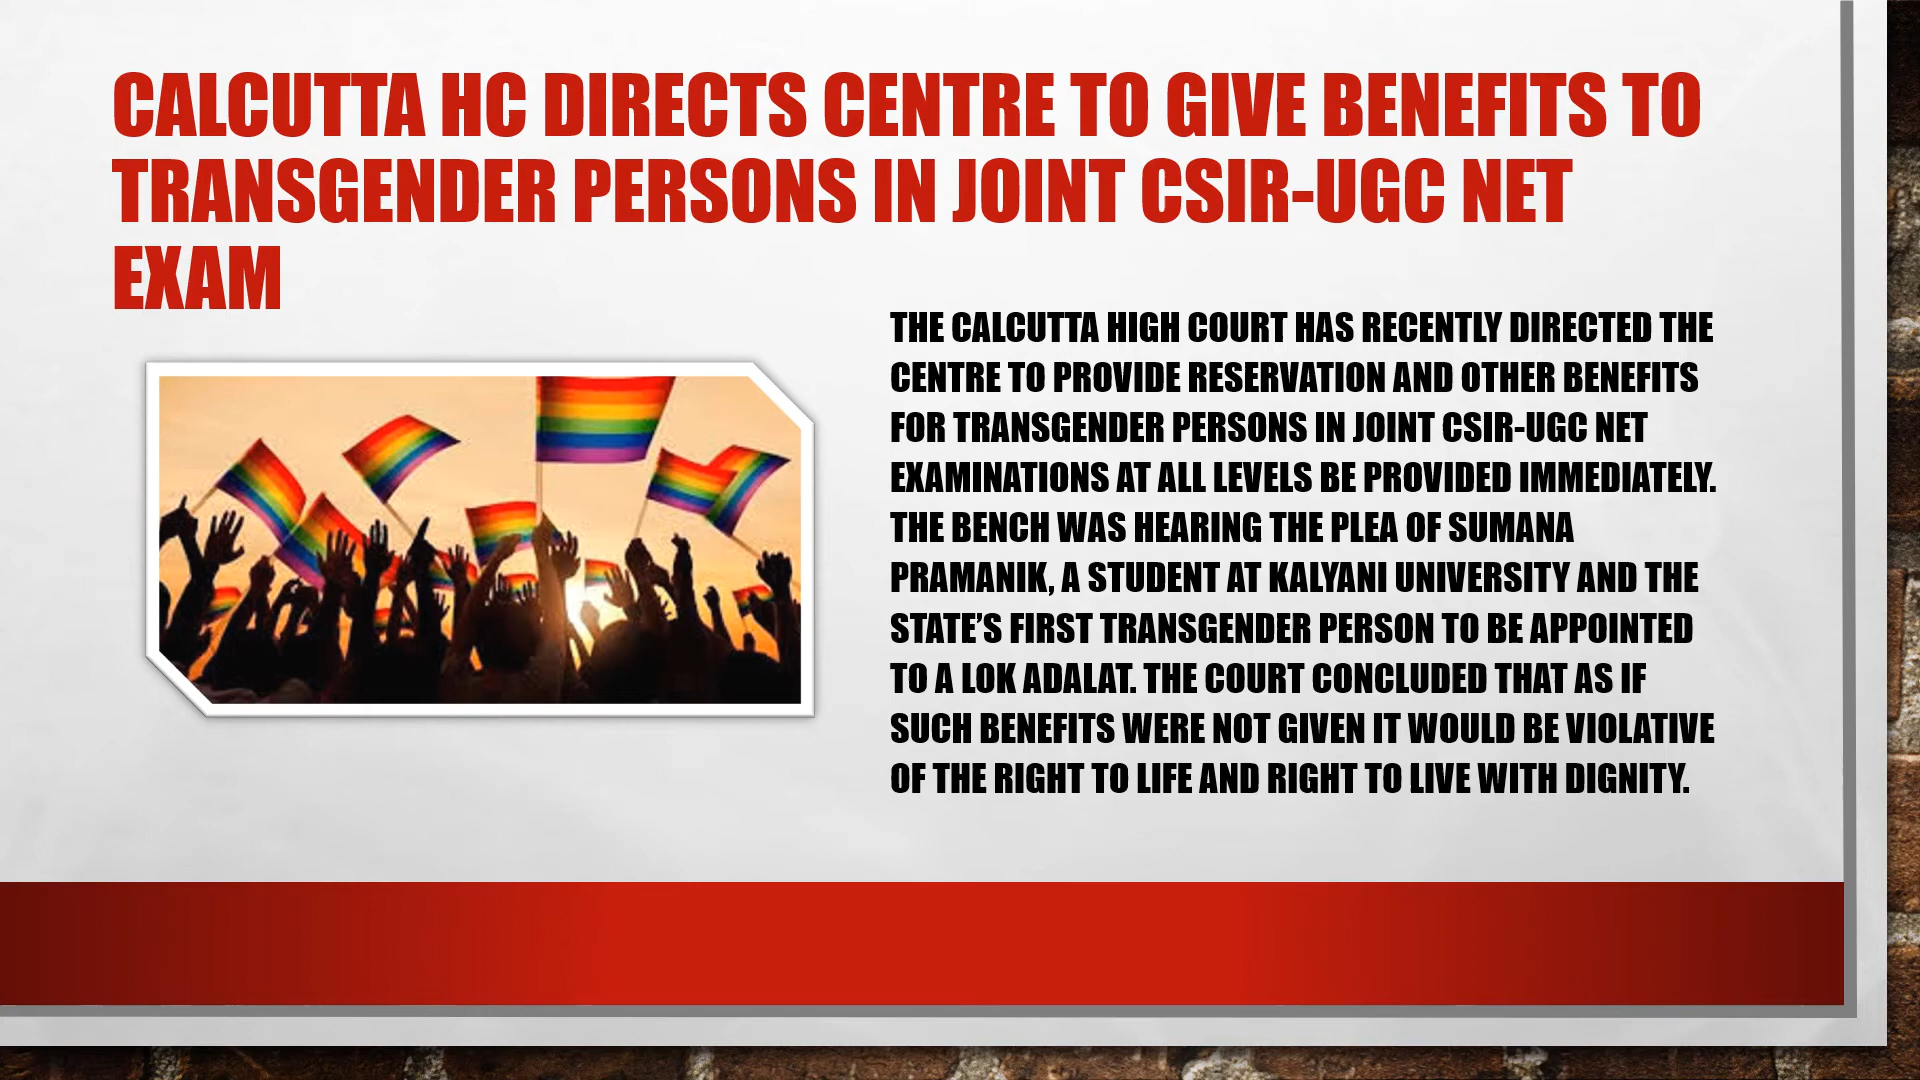 CALCUTTA HC DIRECTS CENTRE TO GIVE BENEFITS TO
TRANSGENDER PERSONS IN JOINT CSIR-UGC NET
EXAM
THE CALCUTTA HIGH COURT HAS RECENTLY DIRECTED THE
CENTRE TO PROVIDE RESERVATION AND OTHER BENEFITS
FOR TRANSGENDER PERSONS IN JOINT CSIR-UGC NET
EXAMINATIONS AT ALL LEVELS BE PROVIDED IMMEDIATELY.
THE BENCH WAS HEARING THE PLEA OF SUMANA
PRAMANIK, A STUDENT AT KALYANI UNIVERSITY AND THE
STATE’S FIRST TRANSGENDER PERSON TO BE APPOINTED
TO A LOK ADALAT. THE COURT CONCLUDED THAT AS IF
SUCH BENEFITS WERE NOT GIVEN IT WOULD BE VIOLATIVE
OF THE RIGHT TO LIFE AND RIGHT TO LIVE WITH DIGNITY.